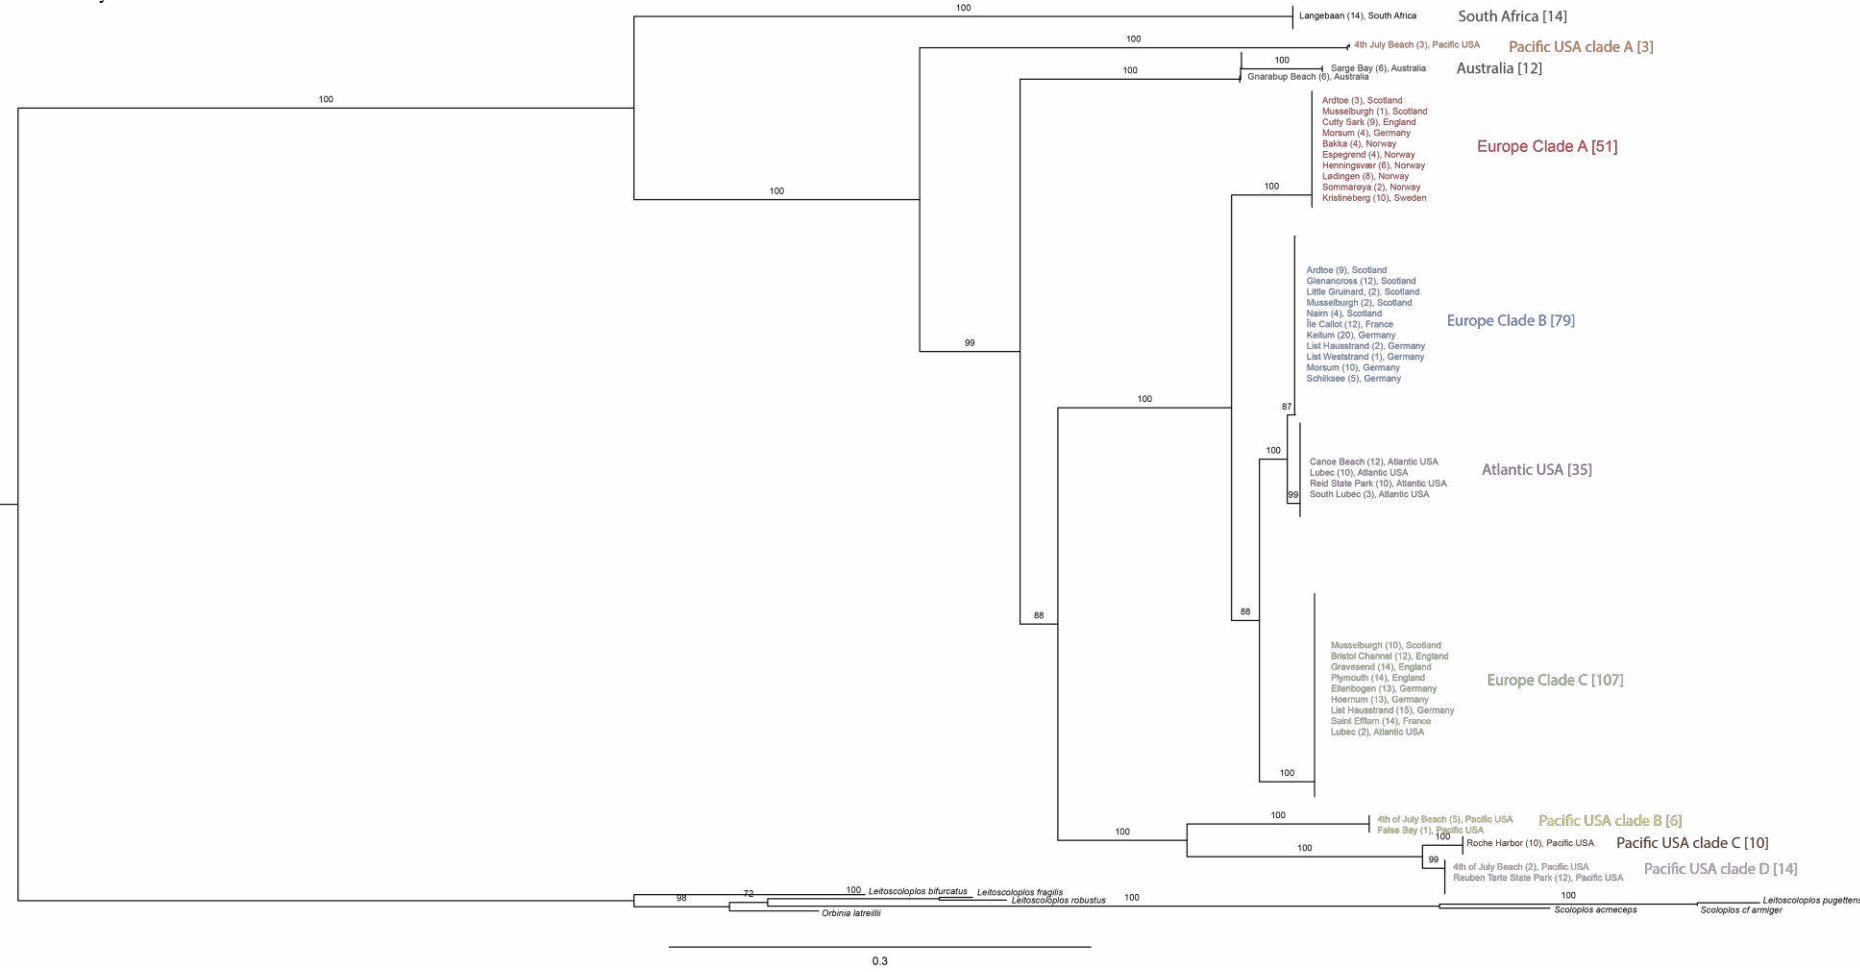 100
Langebaan (14), South Africa
South Africa [14]
100
4th July Beach (3), Pacific USA
Pacific USA clade A [3]
100
100
Sarge Bay (6), Australia
Gnarabup Beach (6), Australia
Australia [12]
100
Ardtoe (3), Scotland
Musselburgh (1), Scotland
Cutty Sark (9), England
Morsum (4), Germany
Bakka (4), Norway
Espegrend (4), Norway
Henningsvær (6), Norway
Lødingen (8), Norway
Sommarøya (2), Norway
Kristineberg (10), Sweden
Europe Clade A [51]
100
100
Ardtoe (9), Scotland
Glenancross (12), Scotland
Little Gruinard, (2), Scotland
Musselburgh (2), Scotland
Nairn (4), Scotland
Île Callot (12), France
Keitum (20), Germany
List Hausstrand (2), Germany
List Weststrand (1), Germany
Morsum (10), Germany
Schilksee (5), Germany
Europe Clade B [79]
99
100
87
100
99
Canoe Beach (12), Atlantic USA
Lubec (10), Atlantic USA
Reid State Park (10), Atlantic USA
South Lubec (3), Atlantic USA
Atlantic USA [35]
88
88
Musselburgh (10), Scotland
Bristol Channel (12), England
Gravesend (14), England
Plymouth (14), England
Ellenbogen (13), Germany
Hoernum (13), Germany
List Hausstrand (15), Germany
Saint Efflam (14), France
Lubec (2), Atlantic USA
Europe Clade C [107]
100
100
4th of July Beach (5), Pacific USA
False Bay (1), Pacific USA
Pacific USA clade B [6]
100
100
100
Roche Harbor (10), Pacific USA
Pacific USA clade C [10]
99
4th of July Beach (2), Pacific USA
Reuben Tarte State Park (12), Pacific USA
Pacific USA clade D [14]
98
72
100
Leitoscoloplos bifurcatus
Leitoscoloplos fragilis
Leitoscoloplos robustus
100
100
Leitoscoloplos pugettens
Orbinia latreillii
Scoloplos acmeceps
Scoloplos cf armiger
0.3